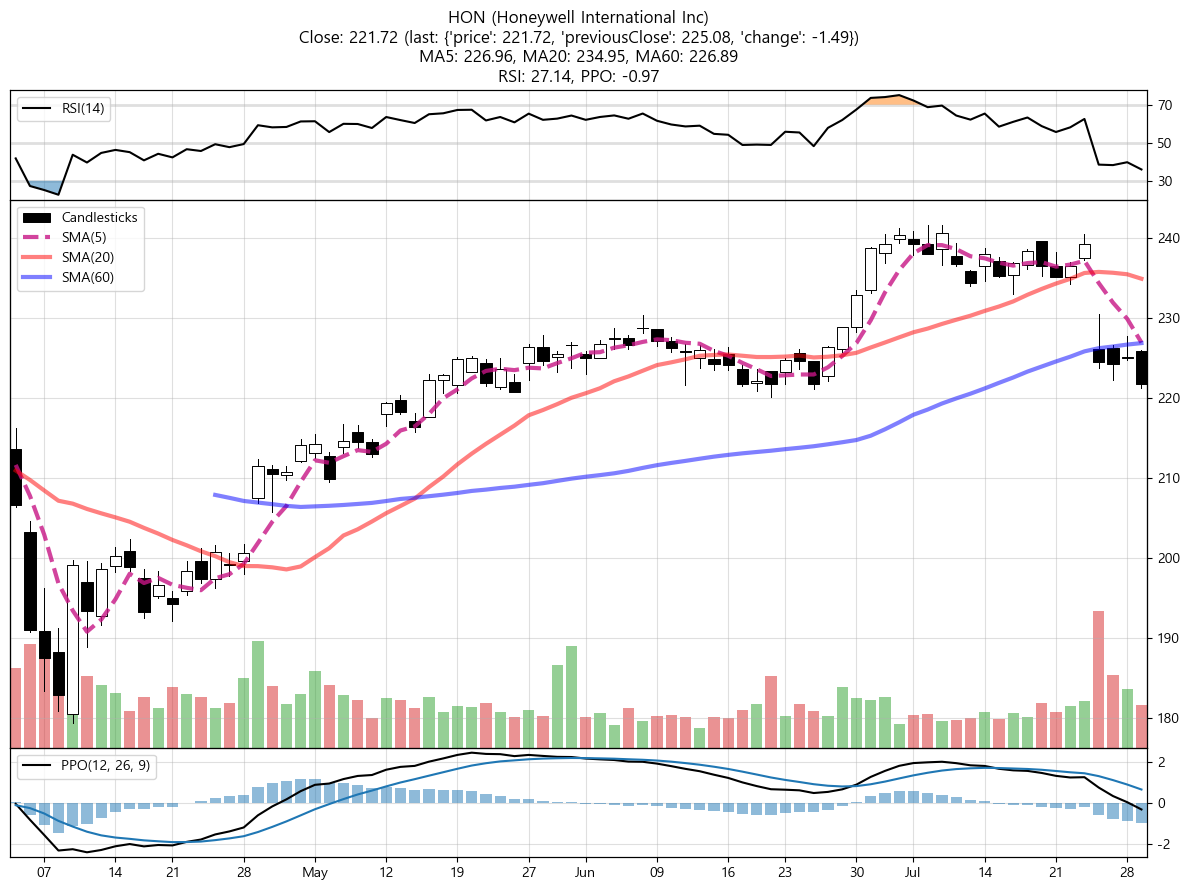 HON (Honeywell International Inc)
Close: 221.72 (last: {'price': 221.72, 'previousClose': 225.08, 'change': -1.49})
MA5: 226.96, MA20: 234.95, MA60: 226.89
RSI: 27.14, PPO: -0.97
RSI(14)
70
50
30
Candlesticks
SMA(5)
SMA(20)
SMA(60)
240
230
220
210
200
190
180
PPO(12, 26, 9)
2
0
-2
07 14 21 28 May 12 19 27 Jun 09 16 23 30 Jul 14 21 28